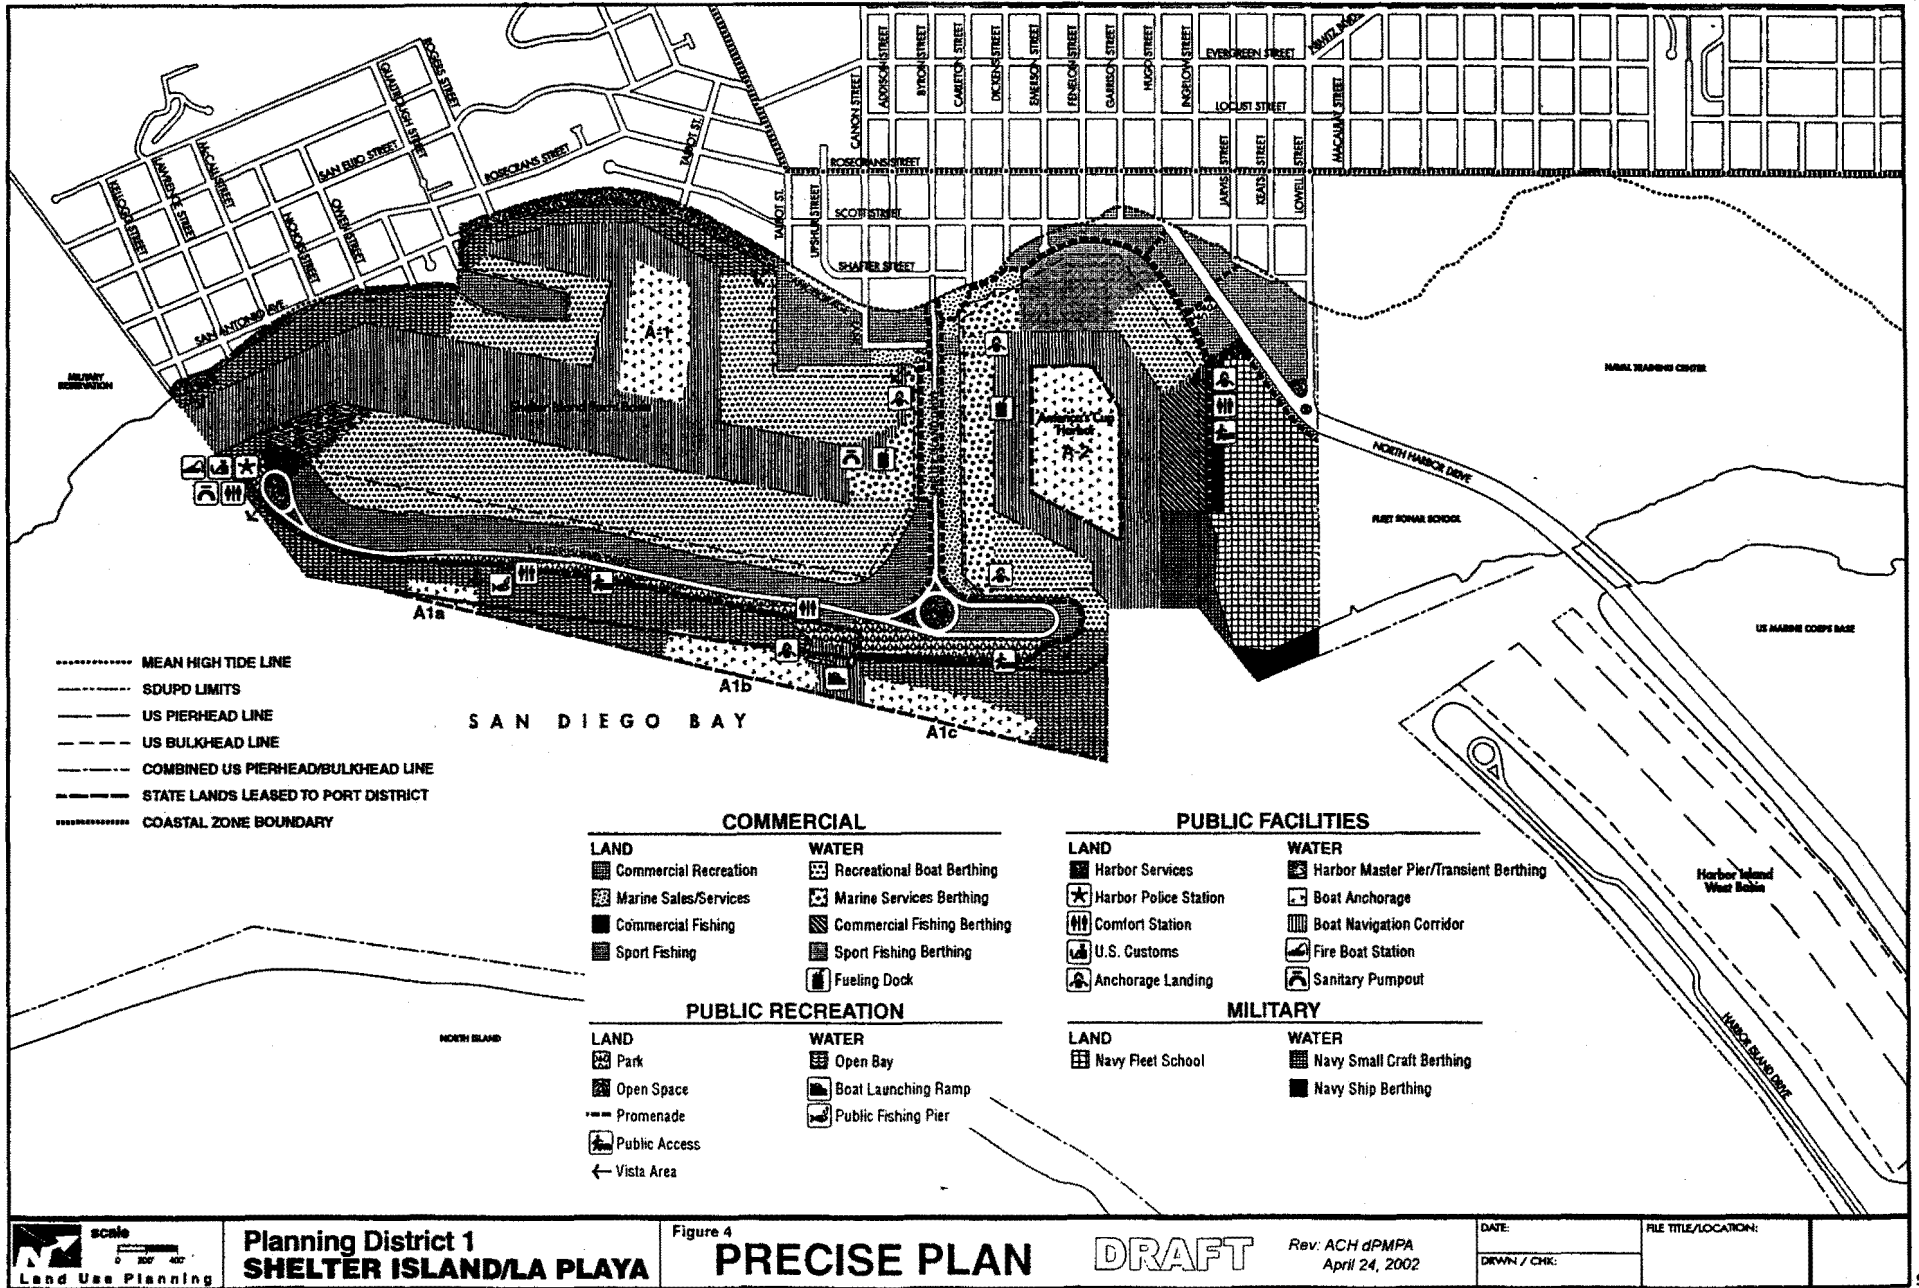 ROGERS STREET
QUALTROUGH STREET
SAN ELIJO STREET
MCCALL STREET
LAWRENCE STREET
KELLOGG STREET
NICHOLS STREET
OWEN STREET
SAN ANTONIO AVE
ROSECRANS STREET
TALBOT ST.
TALBOT ST.
UPSHUR STREET
CANON STREET
ADDISON STREET
BYRON STREET
CARLETON STREET
DICKENS STREET
EMERSON STREET
FENELON STREET
GARRISON STREET
HUGO STREET
INGELOW STREET
EVERGREEN STREET
NIMITZ BLVD
LOCUST STREET
MACAULAY STREET
JARVIS STREET
KEATS STREET
LOWELL STREET
ROSECRANS STREET
SCOTT STREET
SHAFTER STREET
MILITARY
RESERVATION
NAVAL TRAINING CENTER
A-1
Shelter Island Yacht Basin
America's Cup
Harbor
A-2
NORTH HARBOR DRIVE
FLEET SONAR SCHOOL
US MARINE CORPS BASE
A1a
A1b
A1c
SAN DIEGO BAY
Harbor Island
West Basin
HARBOR ISLAND DRIVE
NORTH ISLAND
MEAN HIGH TIDE LINE
SDUPD LIMITS
US PIERHEAD LINE
US BULKHEAD LINE
COMBINED US PIERHEAD/BULKHEAD LINE
STATE LANDS LEASED TO PORT DISTRICT
COASTAL ZONE BOUNDARY
COMMERCIAL
LAND
Commercial Recreation
Marine Sales/Services
Commercial Fishing
Sport Fishing
WATER
Recreational Boat Berthing
Marine Services Berthing
Commercial Fishing Berthing
Sport Fishing Berthing
Fueling Dock
PUBLIC FACILITIES
LAND
Harbor Services
Harbor Police Station
Comfort Station
U.S. Customs
Anchorage Landing
WATER
Harbor Master Pier/Transient Berthing
Boat Anchorage
Boat Navigation Corridor
Fire Boat Station
Sanitary Pumpout
PUBLIC RECREATION
LAND
Park
Open Space
Promenade
Public Access
Vista Area
WATER
Open Bay
Boat Launching Ramp
Public Fishing Pier
MILITARY
LAND
Navy Fleet School
WATER
Navy Small Craft Berthing
Navy Ship Berthing
scale
0 200' 400'
Land Use Planning
Planning District 1
SHELTER ISLAND/LA PLAYA
Figure 4
PRECISE PLAN
DRAFT
Rev: ACH dPMPA
April 24, 2002
DATE:
DRWN / CHK:
FILE TITLE/LOCATION: